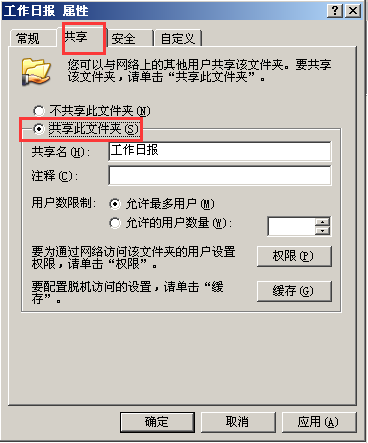 工作日报 属性
常规 共享 安全 自定义
您可以与网络上的其他用户共享该文件夹。要共享
该文件夹，请单击“共享此文件夹”。
不共享此文件夹(N)
共享此文件夹(S)
共享名(H): 工作日报
注释(C):
用户数限制: 允许最多用户(M)
允许的用户数量(W):
要为通过网络访问该文件夹的用户设置
权限，请单击“权限”。
权限(P)
要配置脱机访问的设置，请单击“缓
存”。
缓存(G)
确定 取消 应用(A)